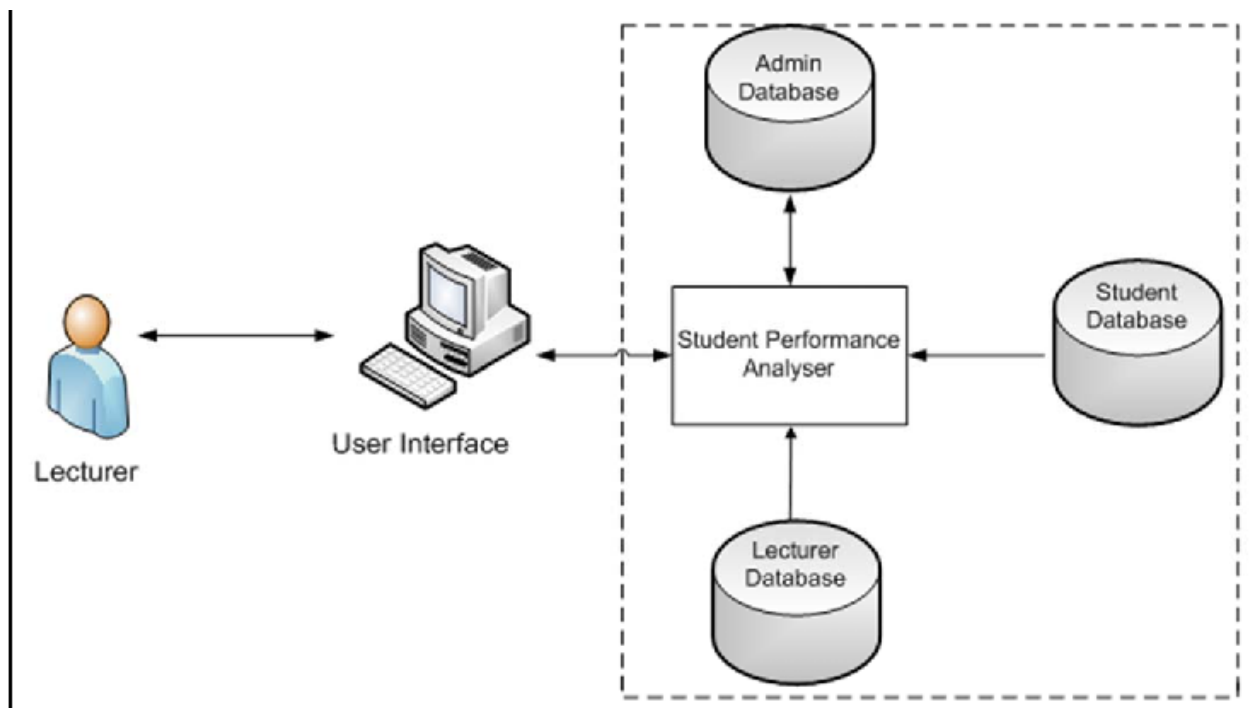 Admin
Database
Student
Database
Student Performance
Analyser
User Interface
Lecturer
Lecturer
Database